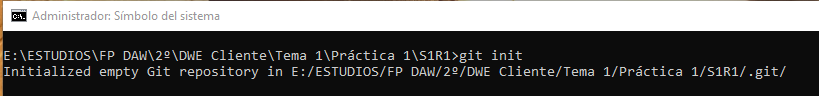 Administrador: Símbolo del sistema
E:\ESTUDIOS\FP DAW\2º\DWE Cliente\Tema 1\Práctica 1\S1R1>git init
Initialized empty Git repository in E:/ESTUDIOS/FP DAW/2º/DWE Cliente/Tema 1/Práctica 1/S1R1/.git/